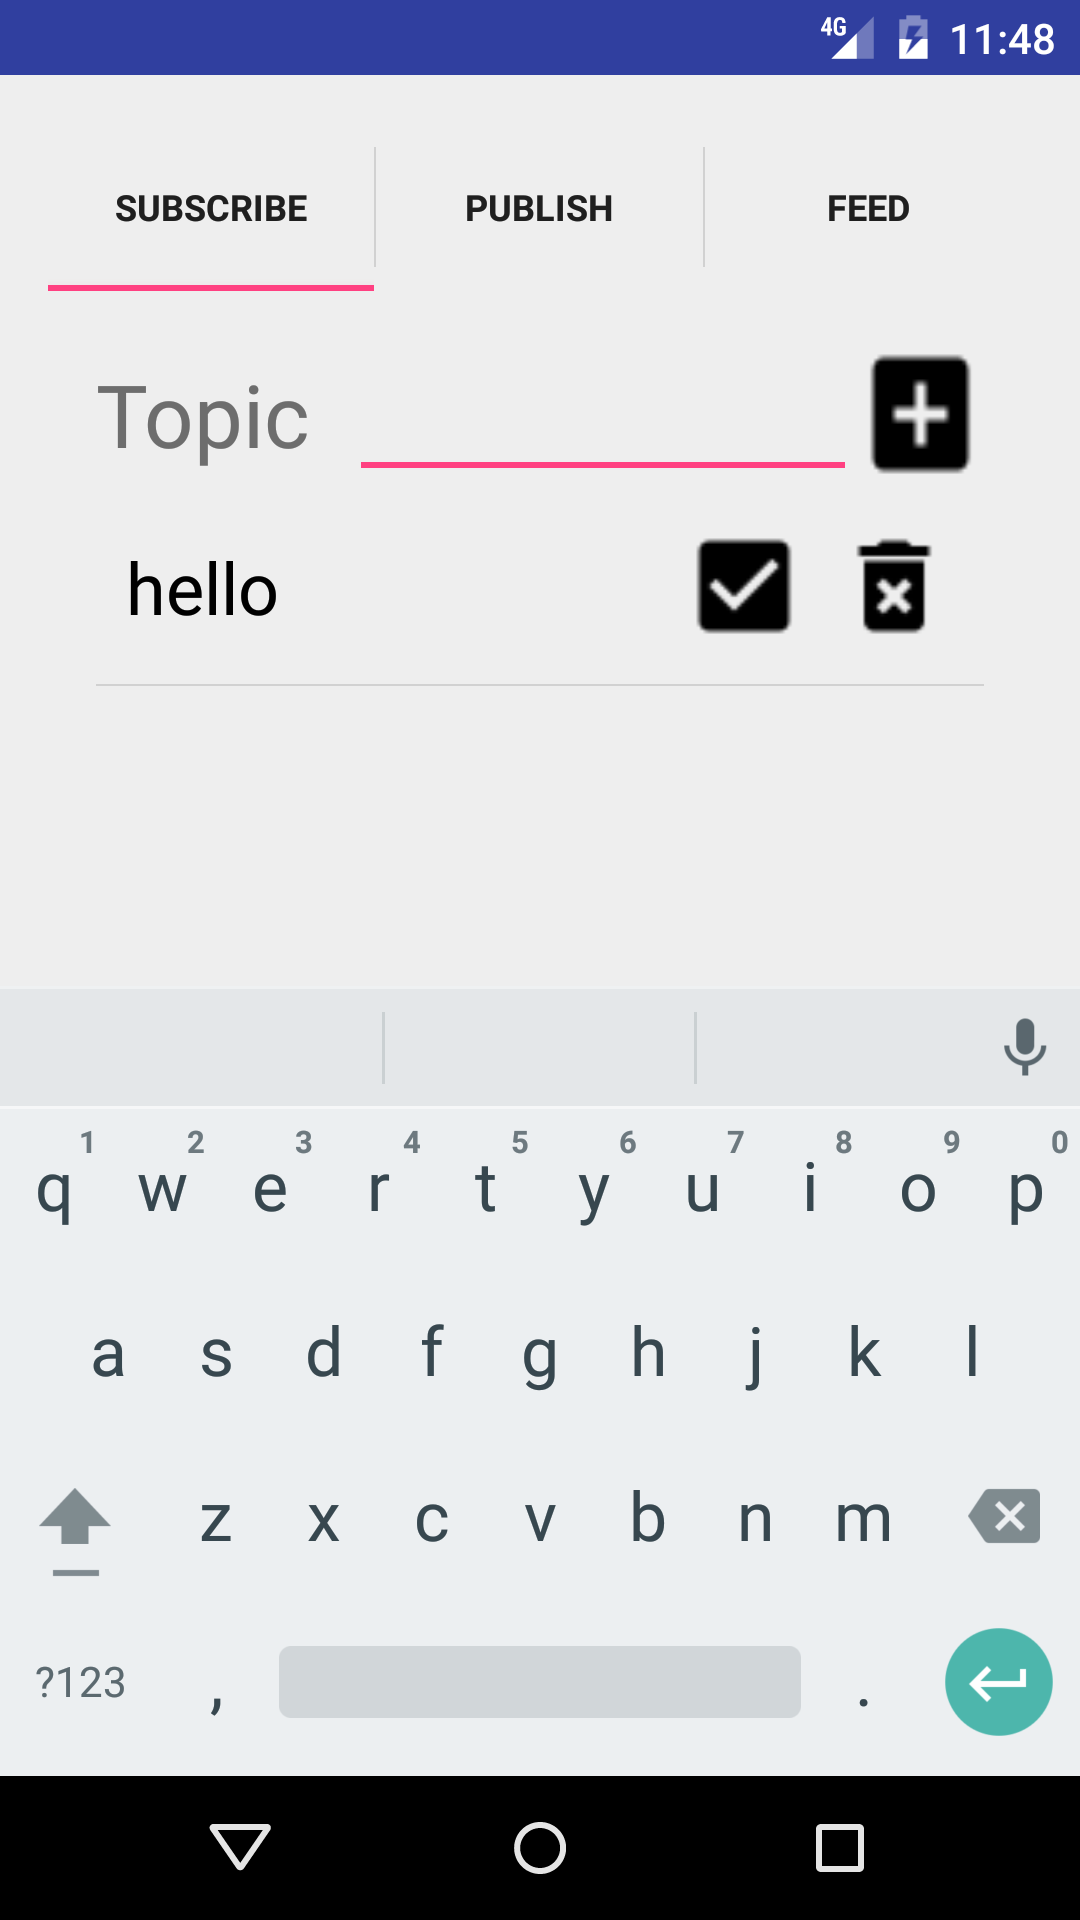 4G 11:48
SUBSCRIBE PUBLISH FEED
Topic
hello
1 2 3 4 5 6 7 8 9 0
q w e r t y u i o p
a s d f g h j k l
z x c v b n m
?123 , .